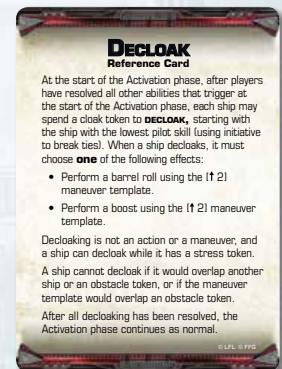 DECLOAK
Reference Card
At the start of the Activation phase, after players
have resolved all other abilities that trigger at
the start of the Activation phase, each ship may
spend a cloak token to DECLOAK, starting with
the ship with the lowest pilot skill (using initiative
to break ties). When a ship decloaks, it must
choose one of the following effects:
• Perform a barrel roll using the [↑ 2]
maneuver template.
• Perform a boost using the [↑ 2] maneuver
template.
Decloaking is not an action or a maneuver, and
a ship can decloak while it has a stress token.
A ship cannot decloak if it would overlap another
ship or an obstacle token, or if the maneuver
template would overlap an obstacle token.
After all decloaking has been resolved, the
Activation phase continues as normal.
© LFL © FFG